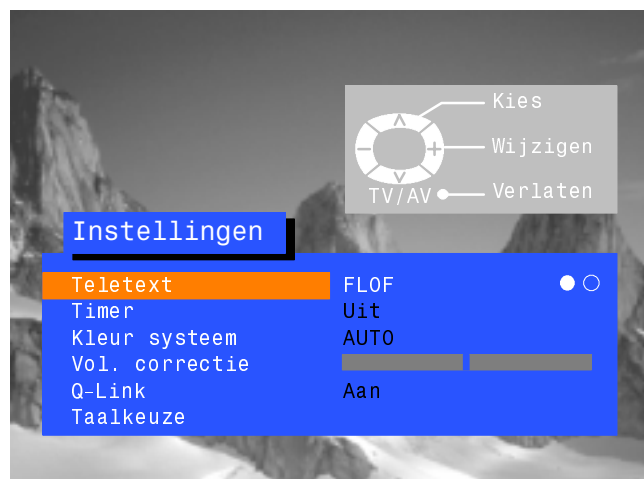 Kies
Wijzigen
TV/AV Verlaten
Instellingen
Teletext FLOF
Timer Uit
Kleur systeem AUTO
Vol. correctie
Q-Link Aan
Taalkeuze